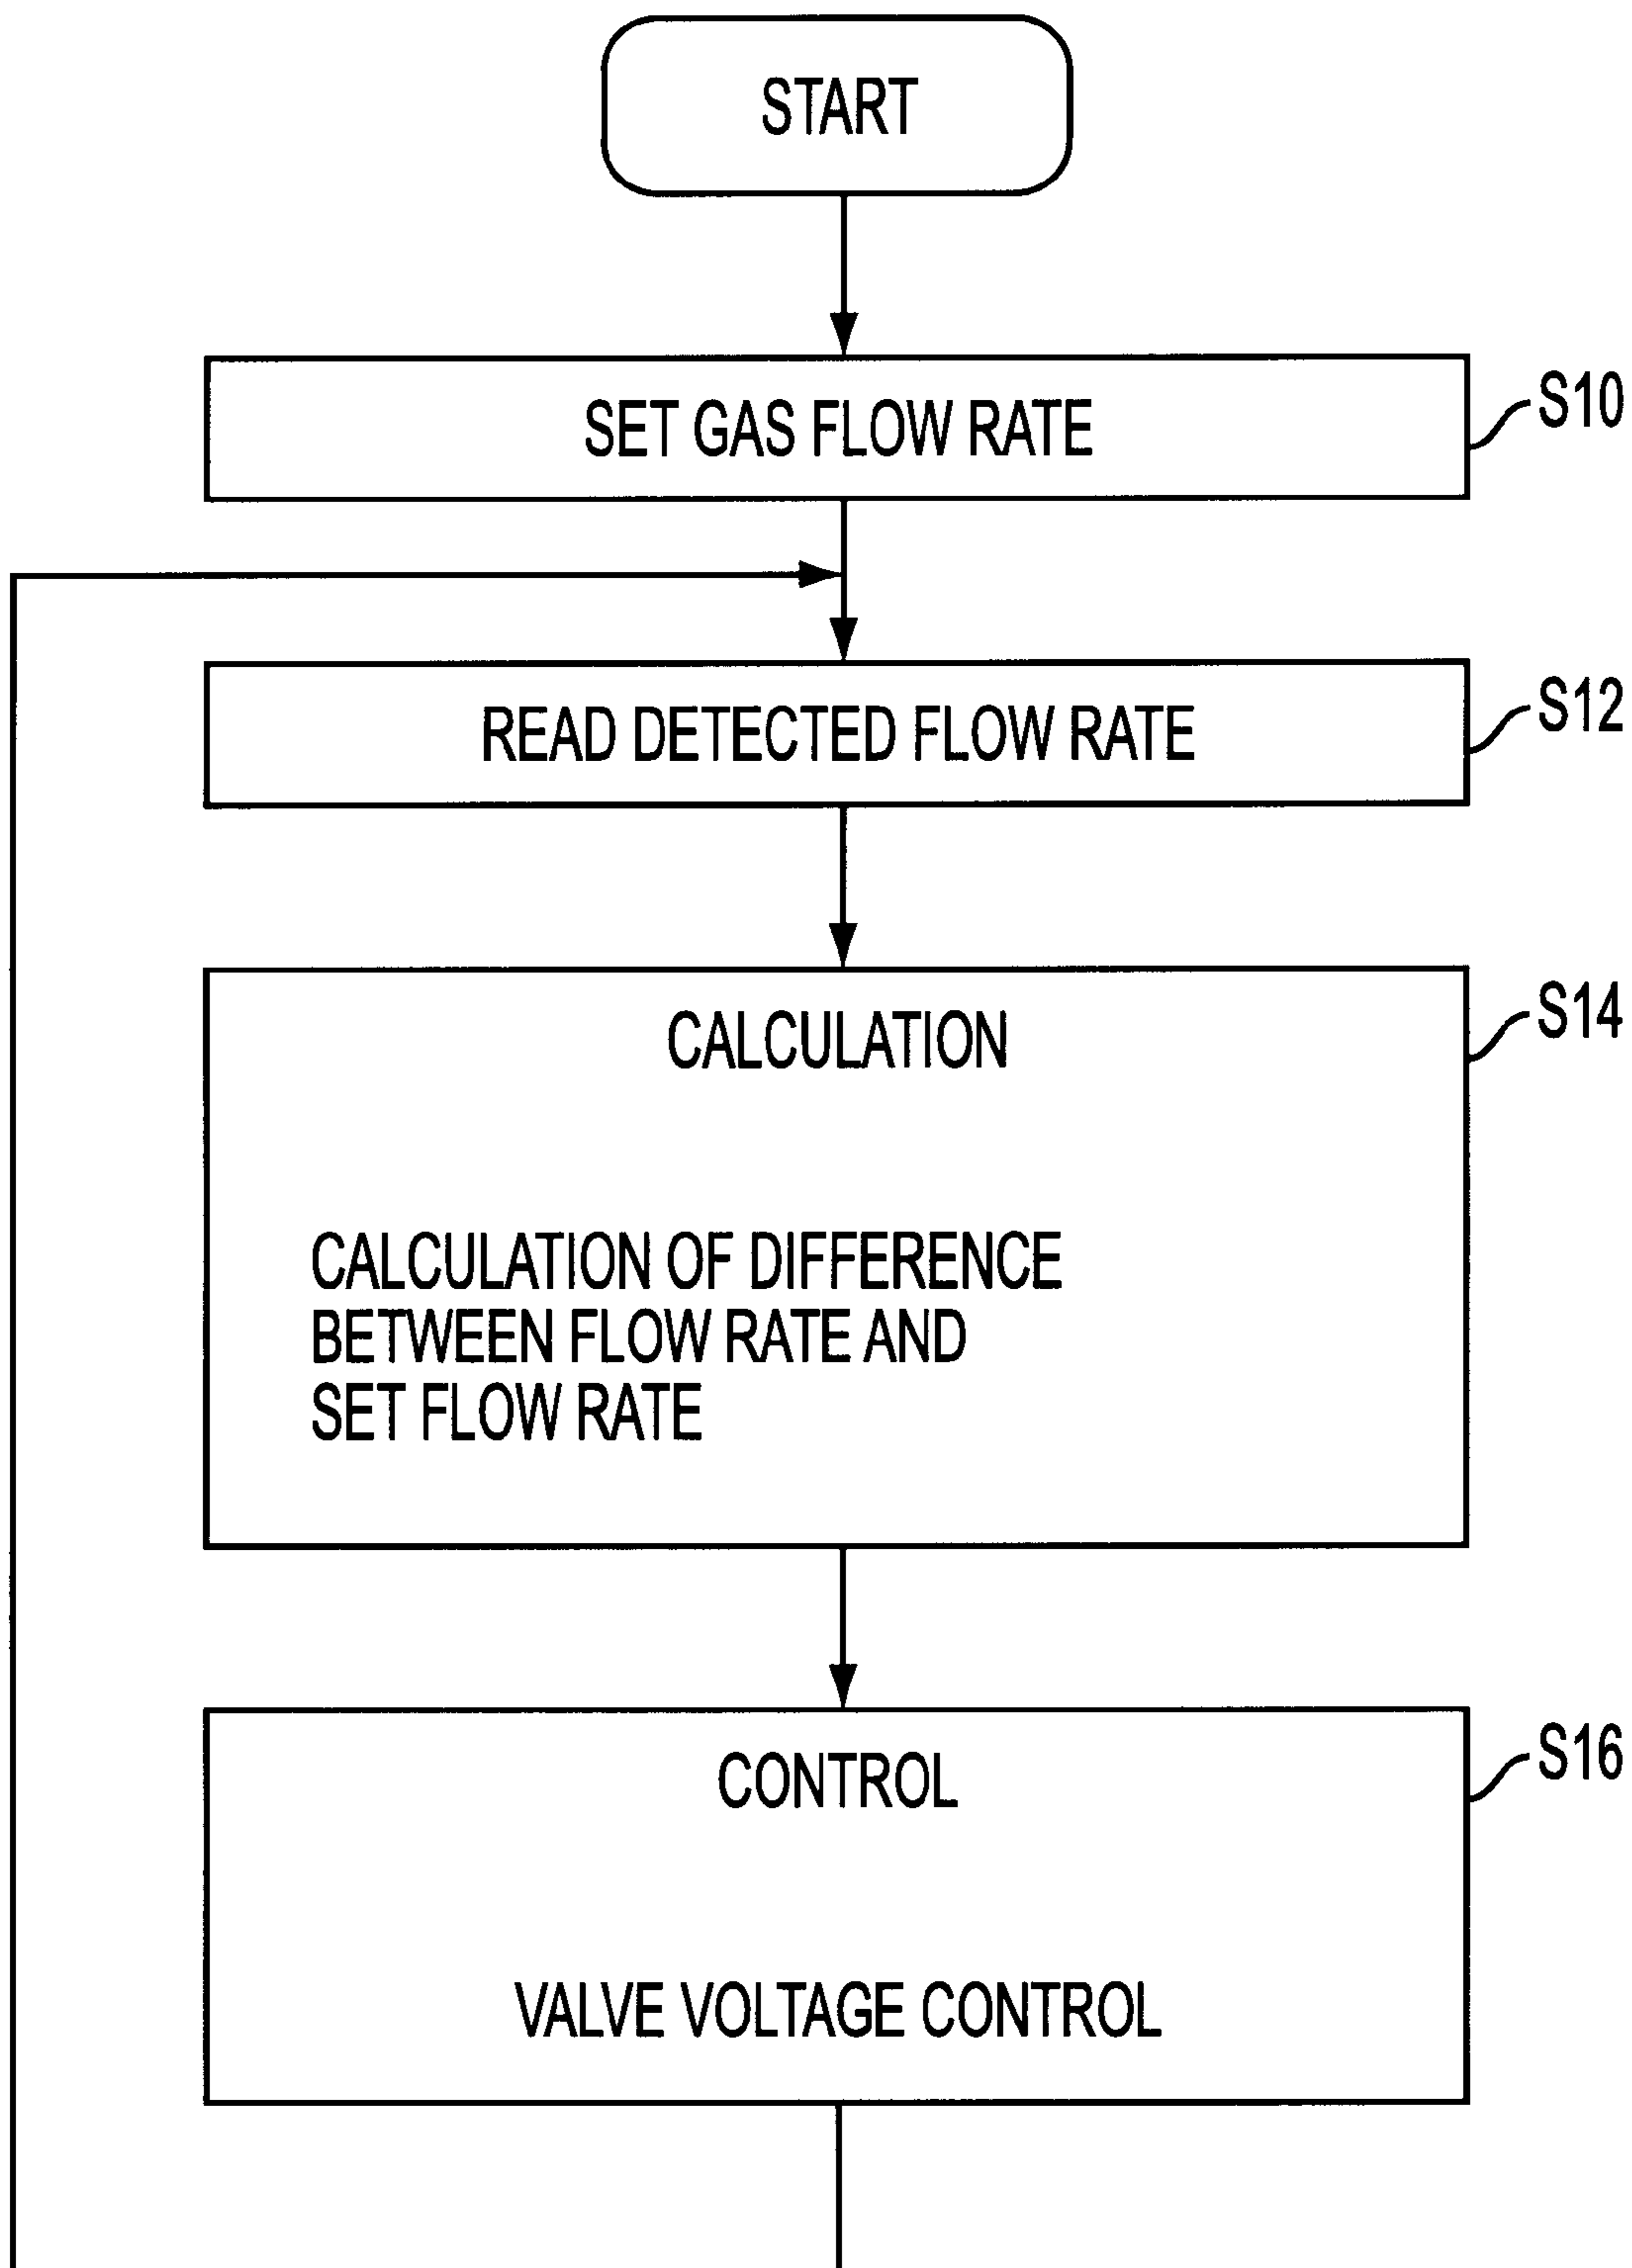 START
SET GAS FLOW RATE
S10
READ DETECTED FLOW RATE
S12
CALCULATION
S14
CALCULATION OF DIFFERENCE
BETWEEN FLOW RATE AND
SET FLOW RATE
CONTROL
S16
VALVE VOLTAGE CONTROL